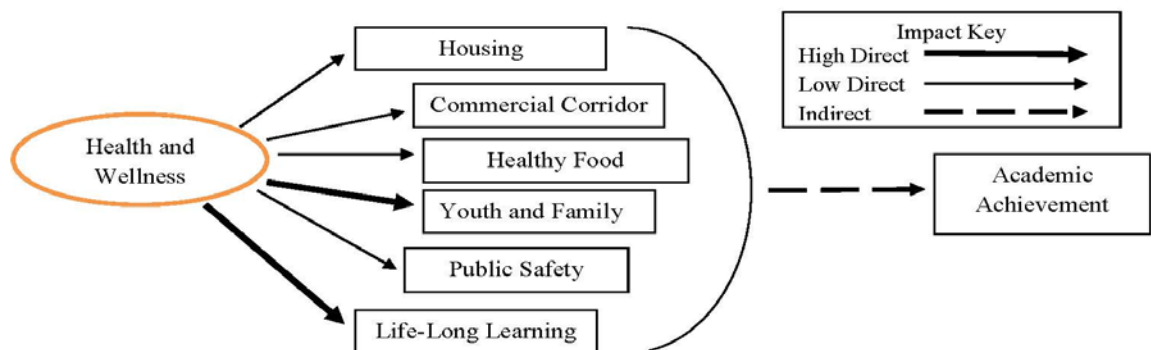 Housing
Commercial Corridor
Health and
Wellness
Healthy Food
Youth and Family
Public Safety
Life-Long Learning
Impact Key
High Direct
Low Direct
Indirect
Academic
Achievement